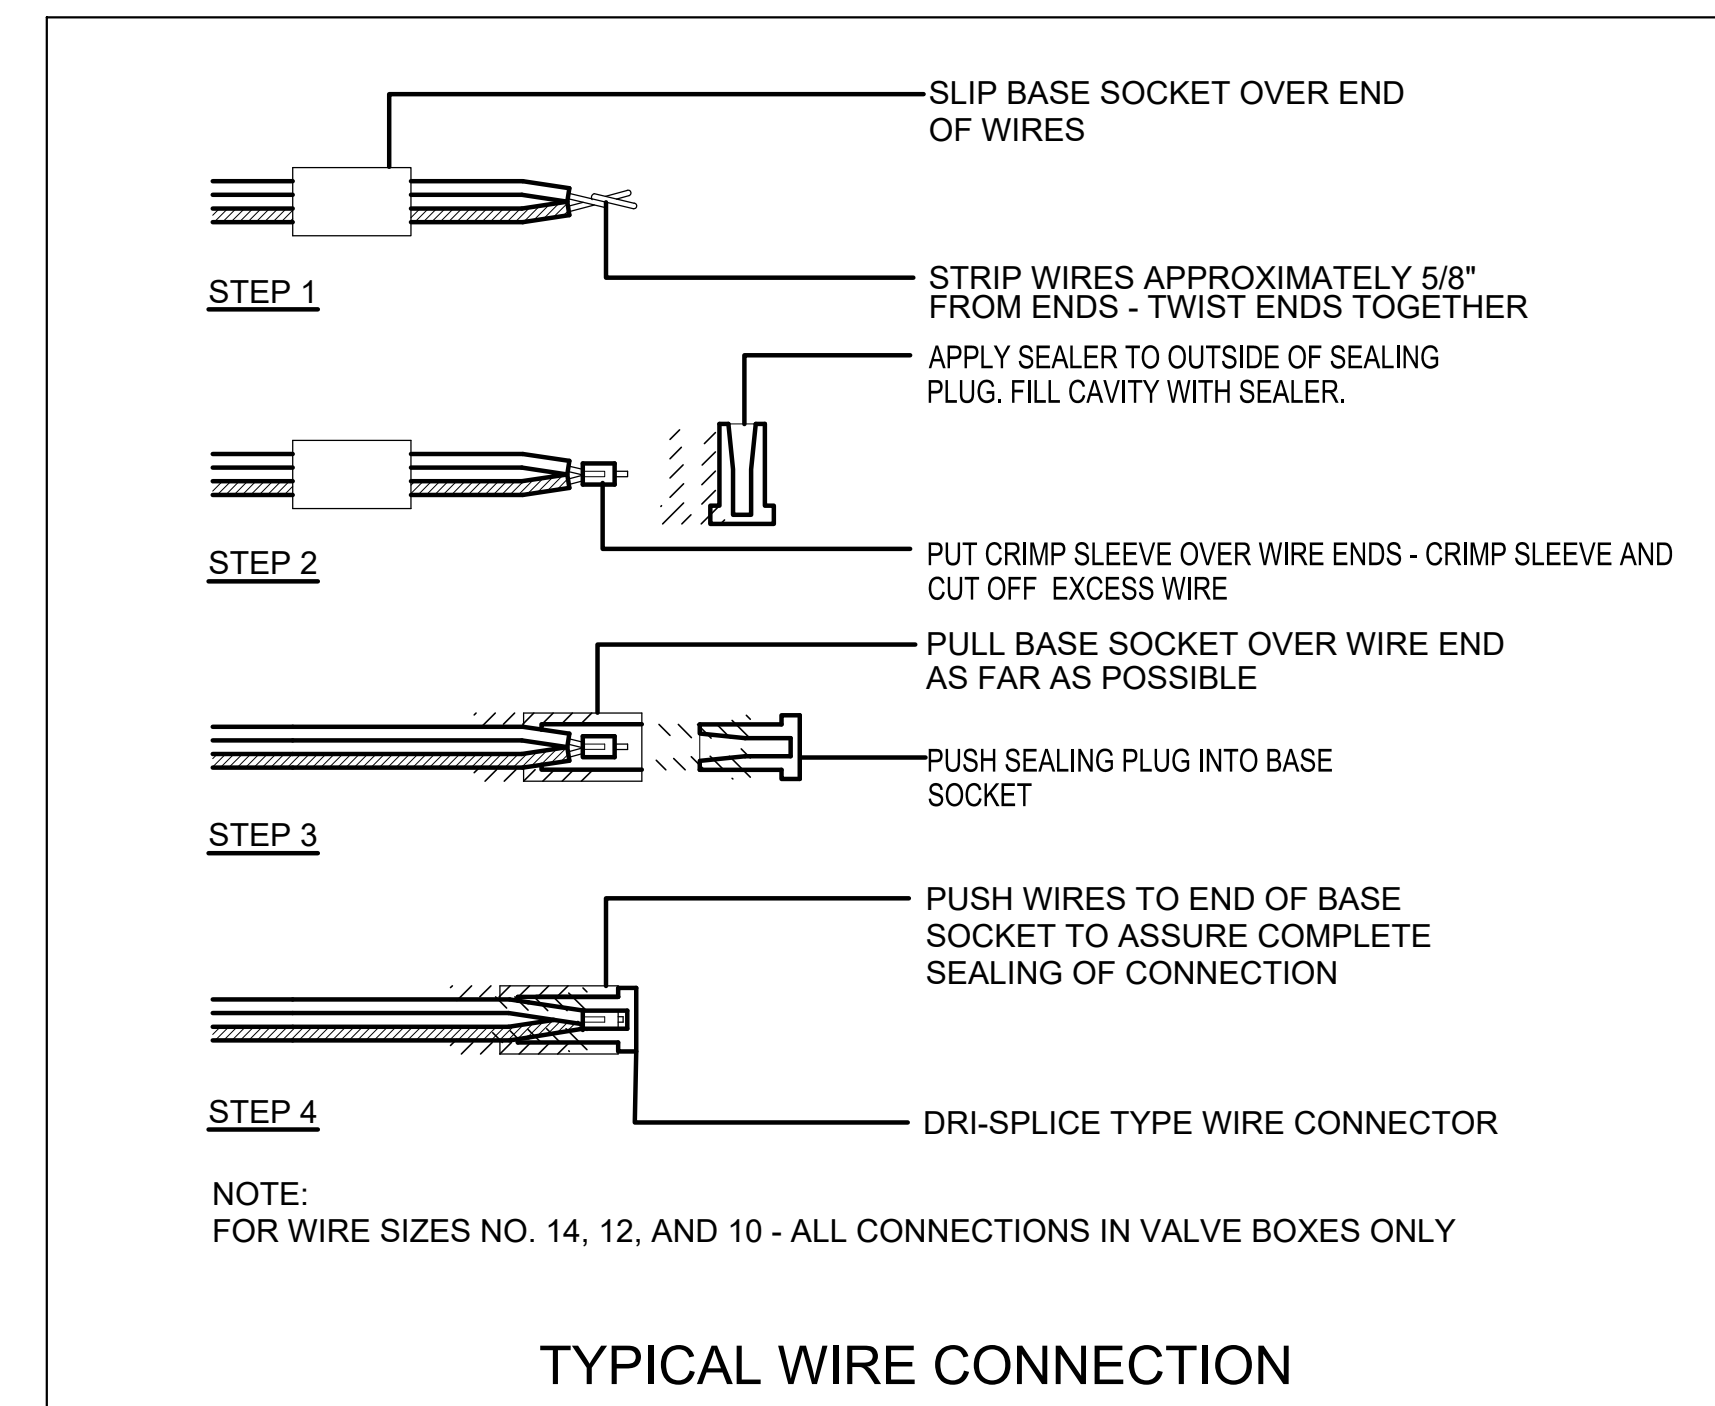 SLIP BASE SOCKET OVER END
OF WIRES
STEP 1
STRIP WIRES APPROXIMATELY 5/8"
FROM ENDS - TWIST ENDS TOGETHER
APPLY SEALER TO OUTSIDE OF SEALING
PLUG. FILL CAVITY WITH SEALER.
STEP 2
PUT CRIMP SLEEVE OVER WIRE ENDS - CRIMP SLEEVE AND
CUT OFF EXCESS WIRE
PULL BASE SOCKET OVER WIRE END
AS FAR AS POSSIBLE
PUSH SEALING PLUG INTO BASE
SOCKET
STEP 3
PUSH WIRES TO END OF BASE
SOCKET TO ASSURE COMPLETE
SEALING OF CONNECTION
STEP 4
DRI-SPLICE TYPE WIRE CONNECTOR
NOTE:
FOR WIRE SIZES NO. 14, 12, AND 10 - ALL CONNECTIONS IN VALVE BOXES ONLY
TYPICAL WIRE CONNECTION